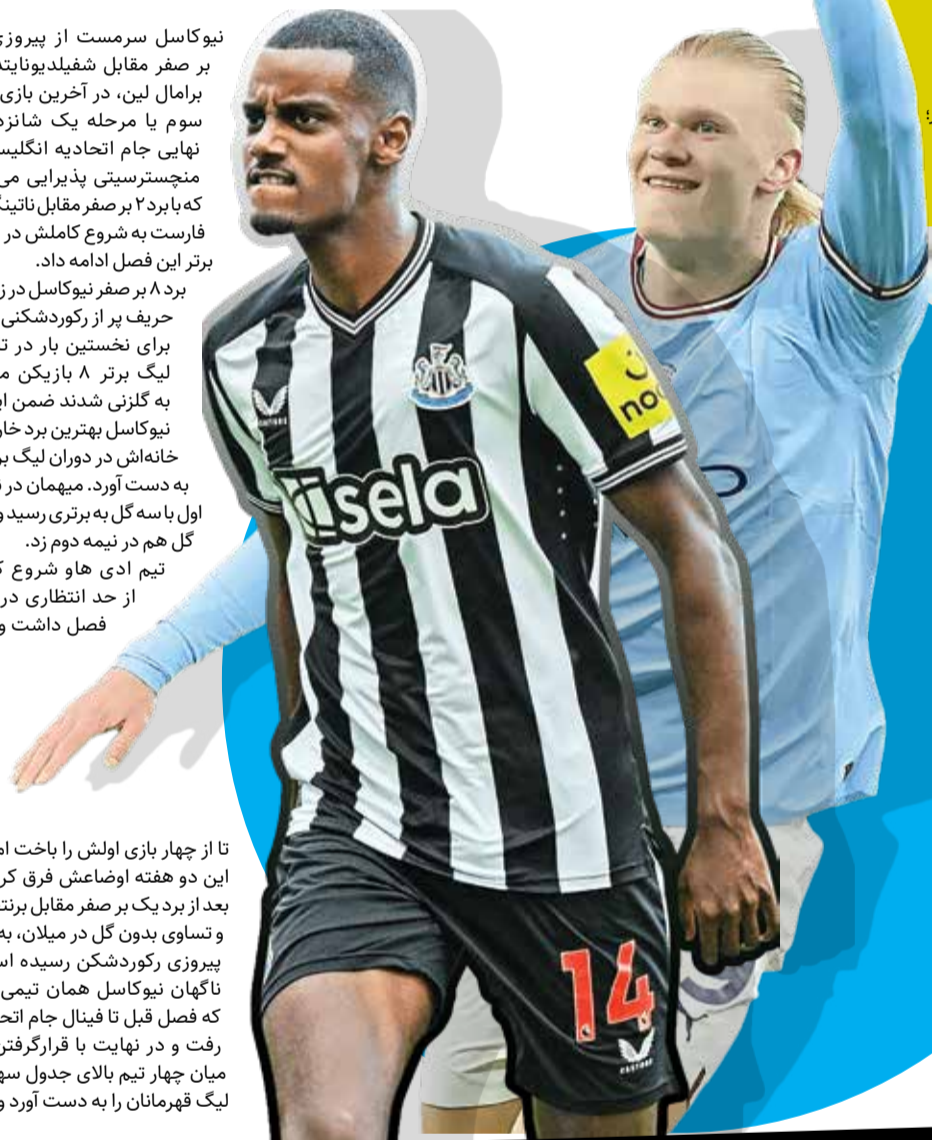 نیوکاسل سرمست از پیروزی
بر صفر مقابل شفیلدیونایتد
برامال لین، در آخرین بازی
سوم یا مرحله یک شانزد
نهایی جام اتحادیه انگلیس
منچسترسیتی پذیرایی می
که با برد ۲ بر صفر مقابل ناتینگ
فارست به شروع کاملش در
برتر این فصل ادامه داد.
برد ۸ بر صفر نیوکاسل در ز
حریف پر از رکوردشکنی
برای نخستین بار در ت
لیگ برتر ۸ بازیکن م
به گلزنی شدند ضمن ای
نیوکاسل بهترین برد خار
خانه‌اش در دوران لیگ بر
به دست آورد. میهمان در ن
اول با سه گل به برتری رسید و
گل هم در نیمه دوم زد.
تیم ادی هاو شروع ک
از حد انتظاری در
فصل داشت و
تا از چهار بازی اولش را باخت ام
این دو هفته اوضاعش فرق کر
بعد از برد یک بر صفر مقابل برنتف
و تساوی بدون گل در میلان، به
پیروزی رکوردشکن رسیده اس
ناگهان نیوکاسل همان تیمی
که فصل قبل تا فینال جام اتحا
رفت و در نهایت با قرارگرفتن
میان چهار تیم بالای جدول سه
لیگ قهرمانان را به دست آورد و
CASTORE
noo
sela
14
CASTORE